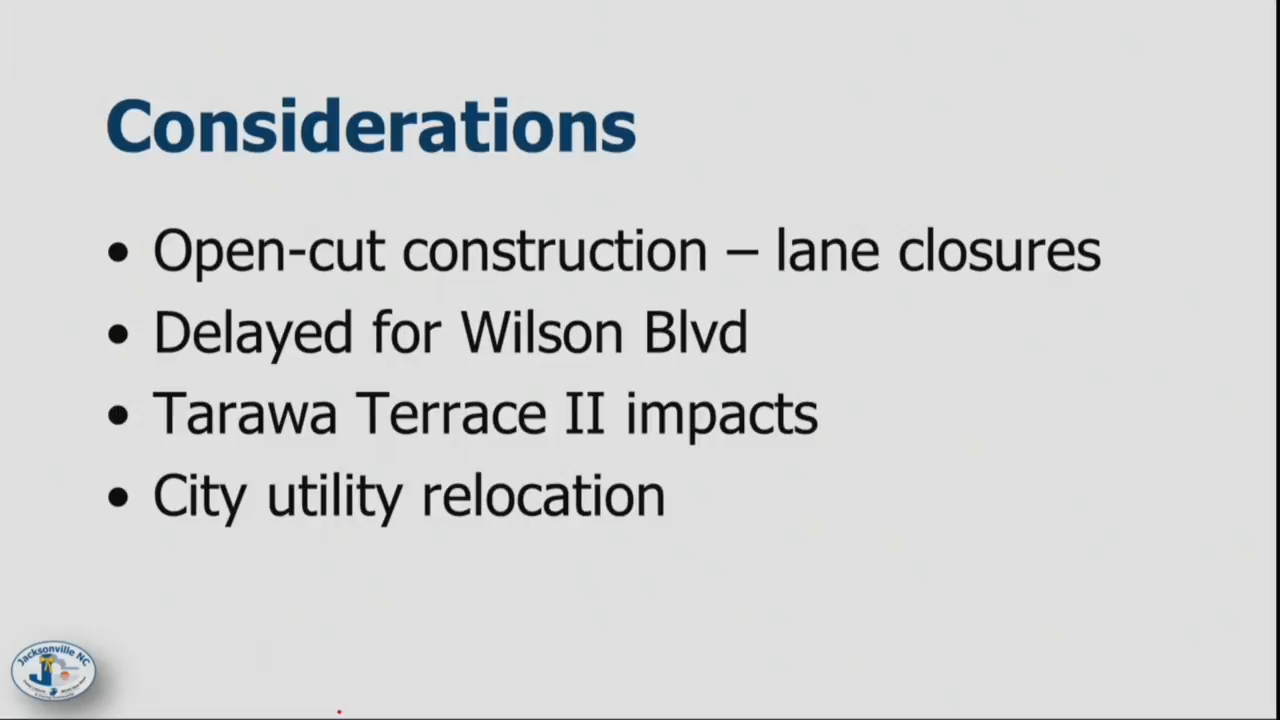 Considerations
• Open-cut construction – lane closures
• Delayed for Wilson Blvd
• Tarawa Terrace II impacts
• City utility relocation
Jacksonville NC